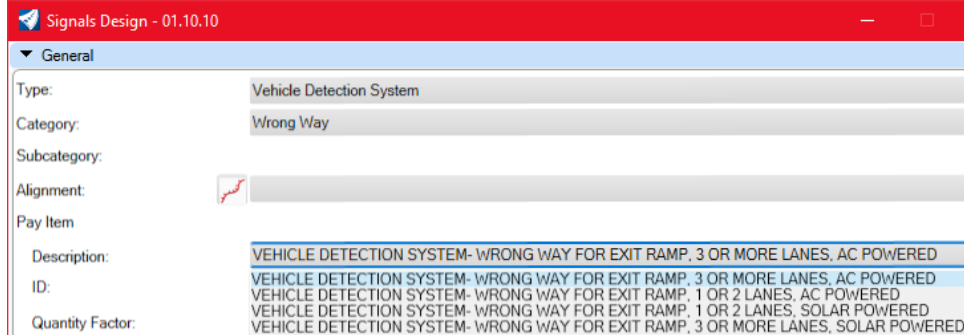 Signals Design - 01.10.10
General
Type: Vehicle Detection System
Category: Wrong Way
Subcategory:
Alignment:
Pay Item
Description: VEHICLE DETECTION SYSTEM- WRONG WAY FOR EXIT RAMP, 3 OR MORE LANES, AC POWERED
VEHICLE DETECTION SYSTEM- WRONG WAY FOR EXIT RAMP, 3 OR MORE LANES, AC POWERED
ID:
VEHICLE DETECTION SYSTEM- WRONG WAY FOR EXIT RAMP, 1 OR 2 LANES, AC POWERED
VEHICLE DETECTION SYSTEM- WRONG WAY FOR EXIT RAMP, 1 OR 2 LANES, SOLAR POWERED
Quantity Factor: VEHICLE DETECTION SYSTEM- WRONG WAY FOR EXIT RAMP, 3 OR MORE LANES, SOLAR POWERED